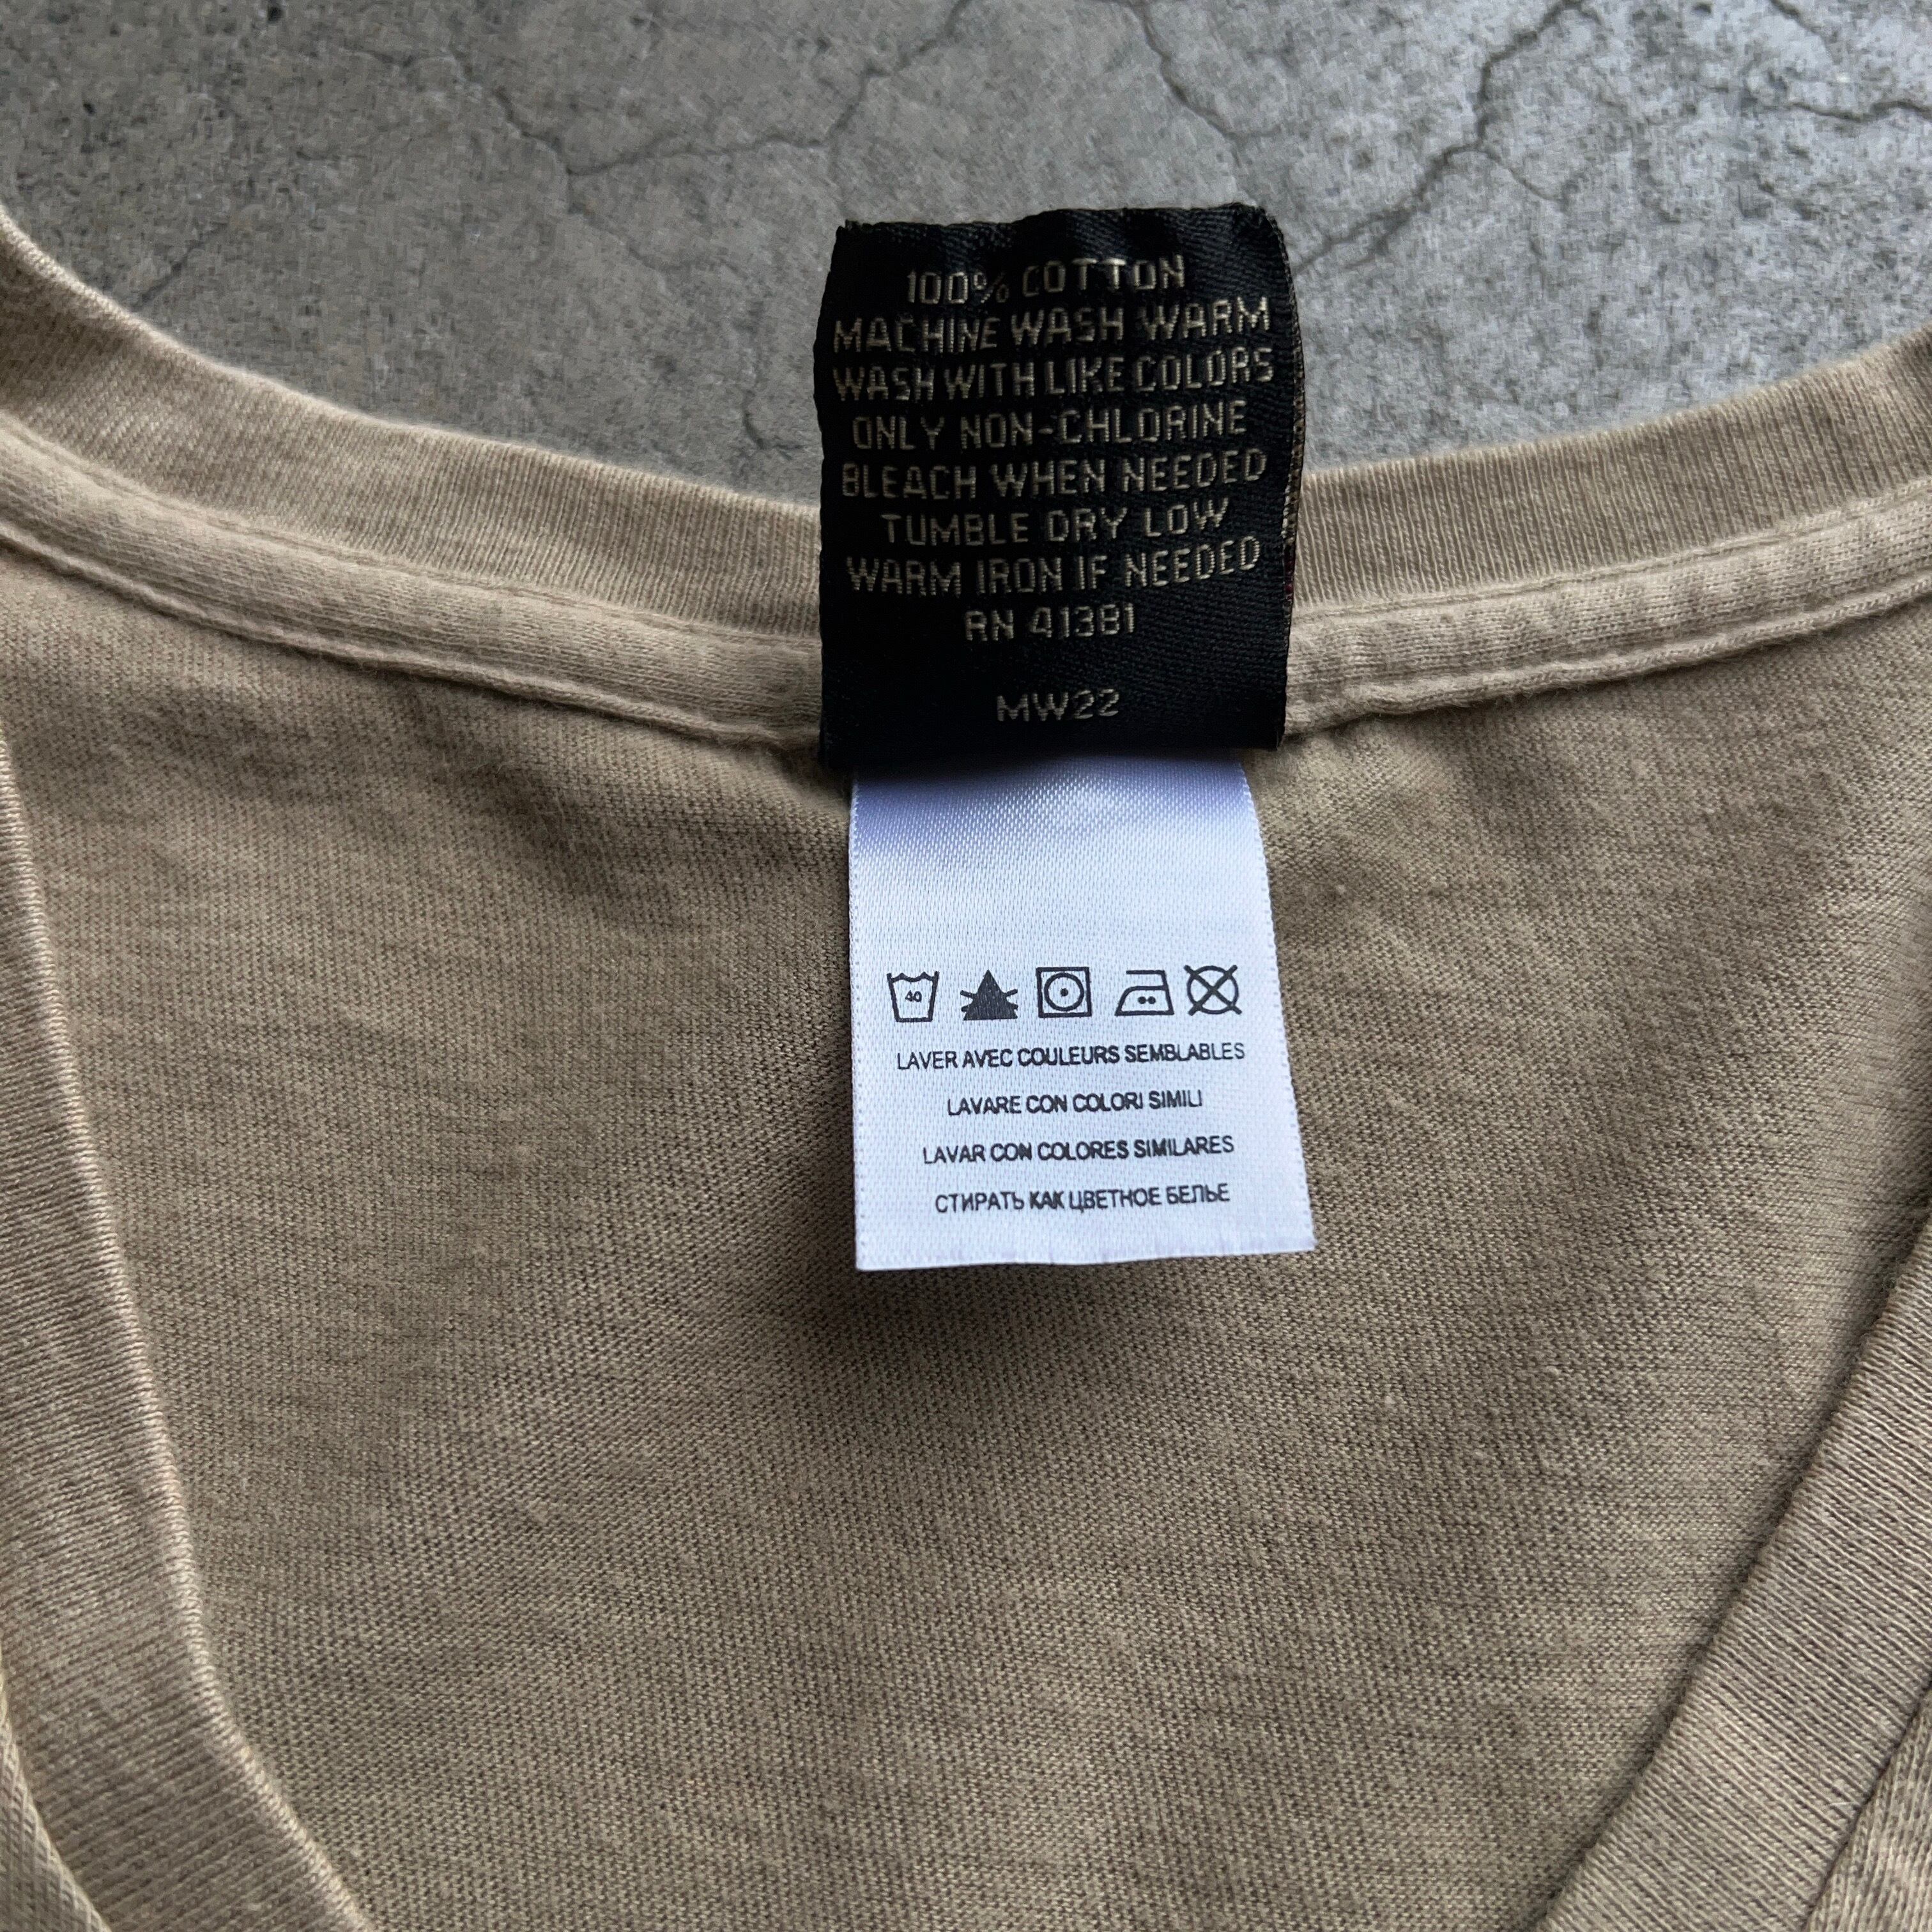 100% COTTON
MACHINE WASH WARM
WASH WITH LIKE COLORS
ONLY NON-CHLORINE
BLEACH WHEN NEEDED
TUMBLE DRY LOW
WARM IRON IF NEEDED
RN 41381
MW22
40
LAVER AVEC COULEURS SEMBLABLES
LAVARE CON COLORI SIMILI
LAVAR CON COLORES SIMILARES
СТИРАТЬ КАК ЦВЕТНОЕ БЕЛЬЕ